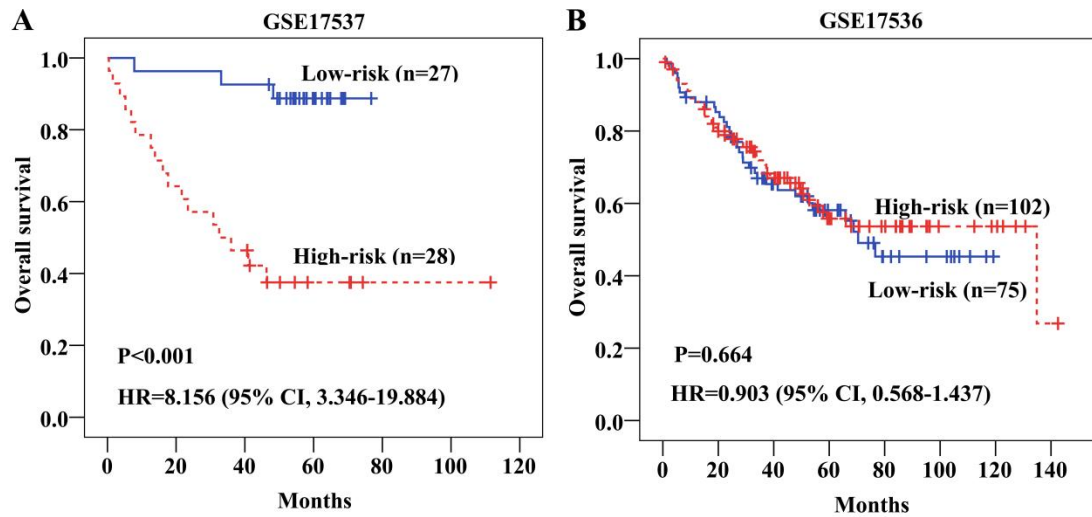 A
GSE17537
Overall survival
1.0
0.8
0.6
0.4
0.2
0.0
Low-risk (n=27)
High-risk (n=28)
P<0.001
HR=8.156 (95% CI, 3.346-19.884)
0 20 40 60 80 100 120
Months
B
GSE17536
Overall survival
1.0
0.8
0.6
0.4
0.2
0.0
High-risk (n=102)
Low-risk (n=75)
P=0.664
HR=0.903 (95% CI, 0.568-1.437)
0 20 40 60 80 100 120 140
Months